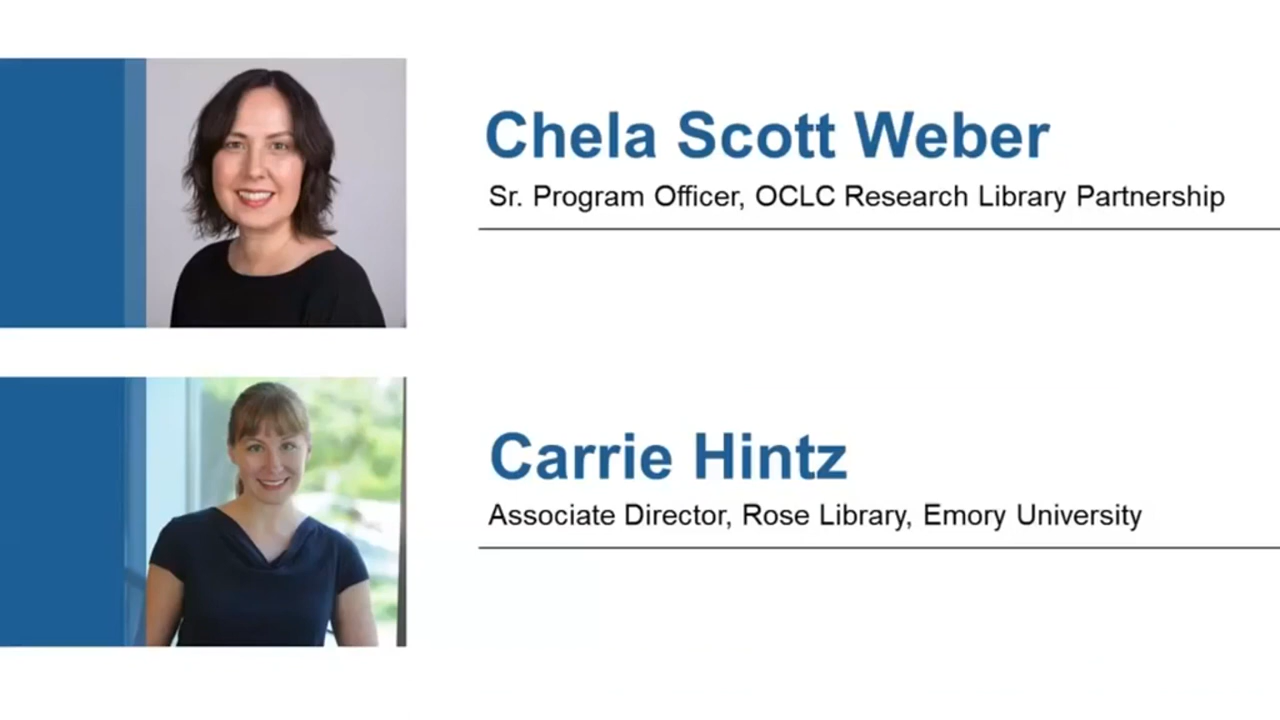 Chela Scott Weber
Sr. Program Officer, OCLC Research Library Partnership
Carrie Hintz
Associate Director, Rose Library, Emory University